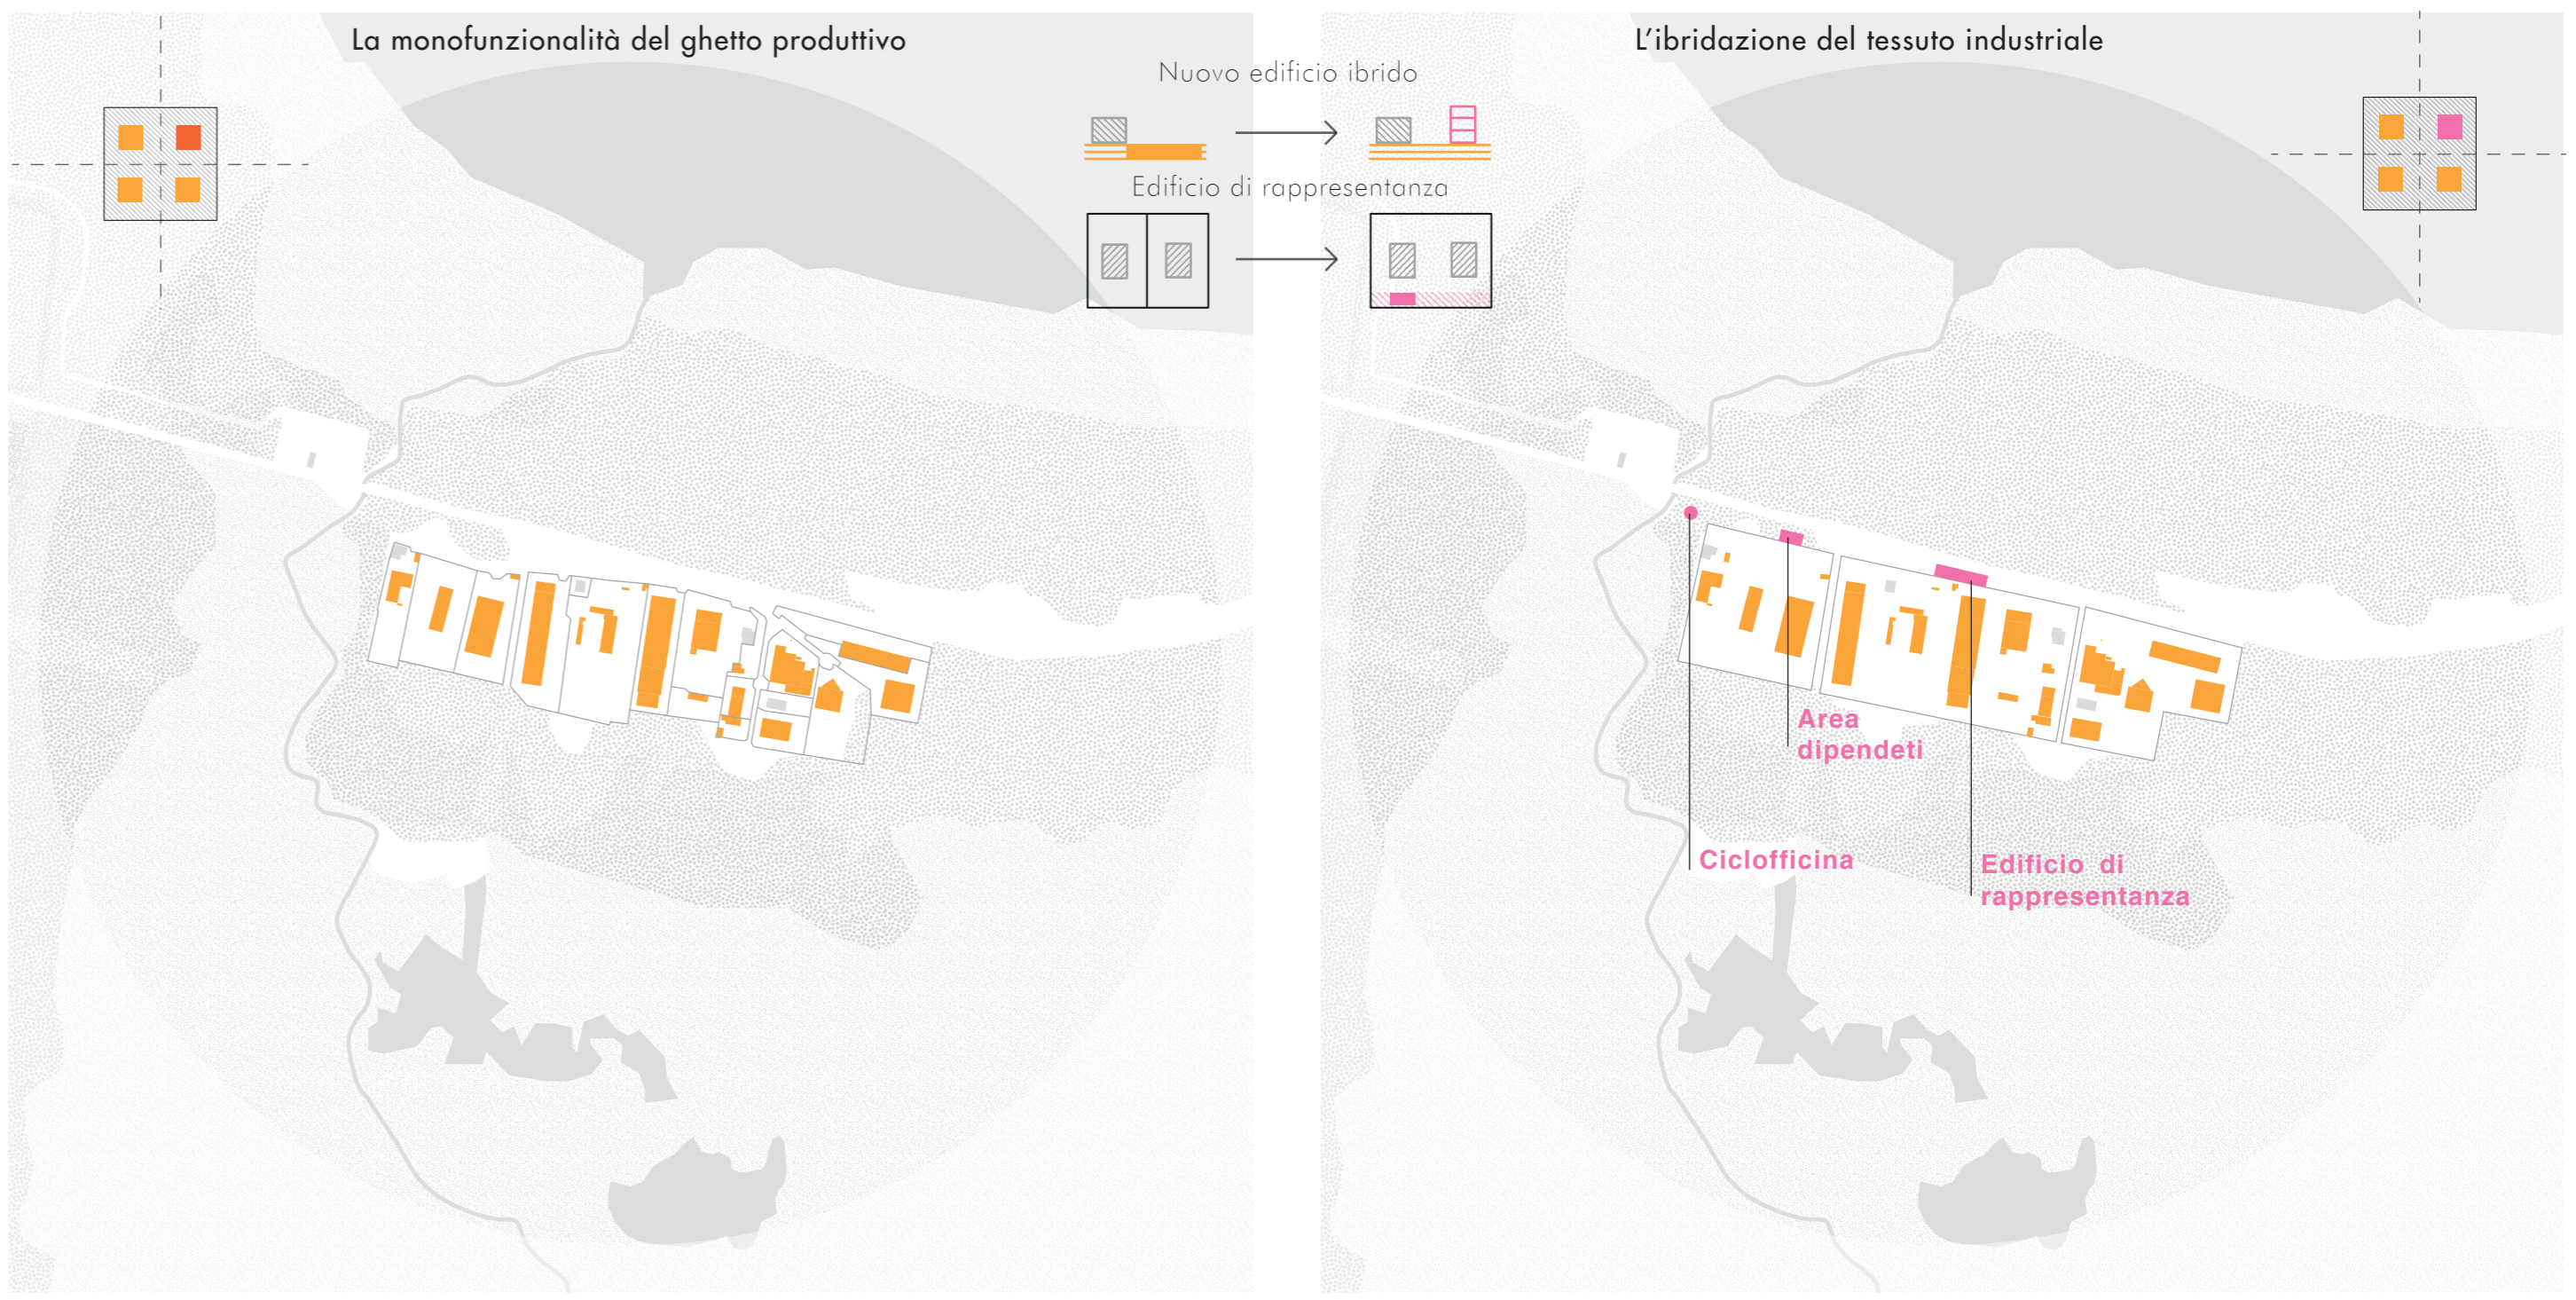 La monofunzionalità del ghetto produttivo
Nuovo edificio ibrido
Edificio di rappresentanza
L'ibridazione del tessuto industriale
Area
dipendeti
Ciclofficina
Edificio di
rappresentanza